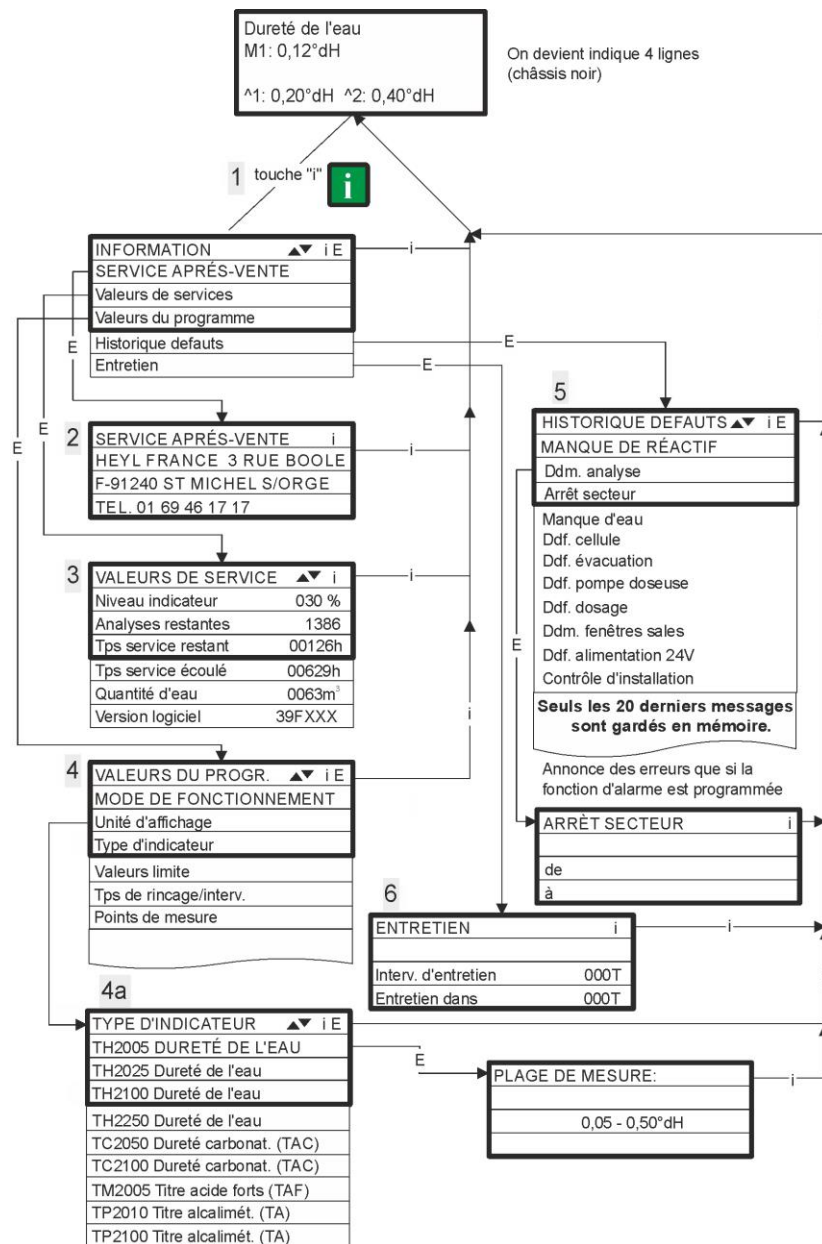 Dureté de l'eau
M1: 0,12°dH
^1: 0,20°dH ^2: 0,40°dH
On devient indique 4 lignes
(châssis noir)
1 touche "i" i
INFORMATION ▲▼ i E
SERVICE APRÉS-VENTE
Valeurs de services
Valeurs du programme
Historique defauts
Entretien
i
E
E
E
E
E
2
SERVICE APRÉS-VENTE i
HEYL FRANCE 3 RUE BOOLE
F-91240 ST MICHEL S/ORGE
TEL. 01 69 46 17 17
i
3
VALEURS DE SERVICE ▲▼ i
Niveau indicateur 030 %
Analyses restantes 1386
Tps service restant 00126h
Tps service écoulé 00629h
Quantité d'eau 0063m³
Version logiciel 39FXXX
i
4
VALEURS DU PROGR. ▲▼ i E
MODE DE FONCTIONNEMENT
Unité d'affichage
Type d'indicateur
Valeurs limite
Tps de rincage/interv.
Points de mesure
i
5
HISTORIQUE DEFAUTS ▲▼ i E
MANQUE DE RÉACTIF
Ddm. analyse
Arrêt secteur
Manque d'eau
Ddf. cellule
Ddf. évacuation
Ddf. pompe doseuse
Ddf. dosage
Ddm. fenêtres sales
Ddf. alimentation 24V
Contrôle d'installation
Seuls les 20 derniers messages
sont gardés en mémoire.
E
Annonce des erreurs que si la
fonction d'alarme est programmée
ARRÈT SECTEUR i
de
à
6
ENTRETIEN i
Interv. d'entretien 000T
Entretien dans 000T
i
4a
TYPE D'INDICATEUR ▲▼ i E
TH2005 DURETÉ DE L'EAU
TH2025 Dureté de l'eau
TH2100 Dureté de l'eau
TH2250 Dureté de l'eau
TC2050 Dureté carbonat. (TAC)
TC2100 Dureté carbonat. (TAC)
TM2005 Titre acide forts (TAF)
TP2010 Titre alcalimét. (TA)
TP2100 Titre alcalimét. (TA)
E
PLAGE DE MESURE:
0,05 - 0,50°dH
i